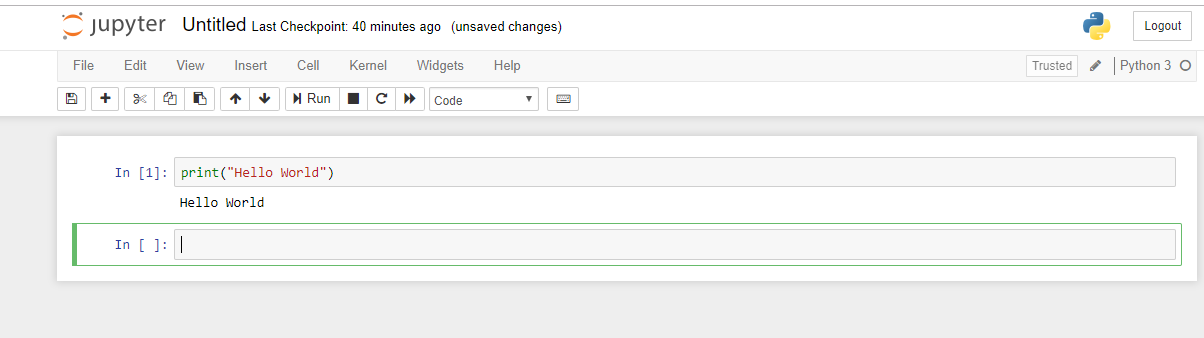 jupyter Untitled Last Checkpoint: 40 minutes ago (unsaved changes) Logout
File Edit View Insert Cell Kernel Widgets Help Trusted Python 3
Run Code
In [1]: print("Hello World")
Hello World
In [ ]: